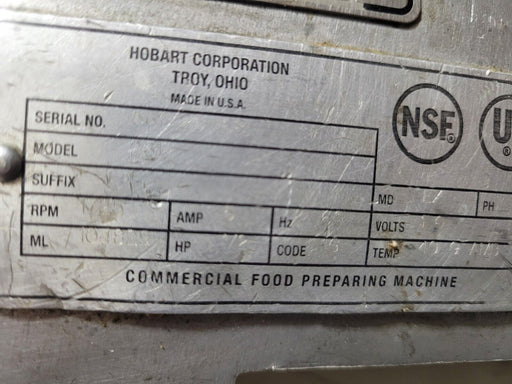 HOBART CORPORATION
TROY, OHIO
MADE IN U.S.A.
NSF®
U ®
SERIAL NO.
MODEL
SUFFIX
MD PH
RPM AMP Hz VOLTS
ML HP CODE TEMP
COMMERCIAL FOOD PREPARING MACHINE